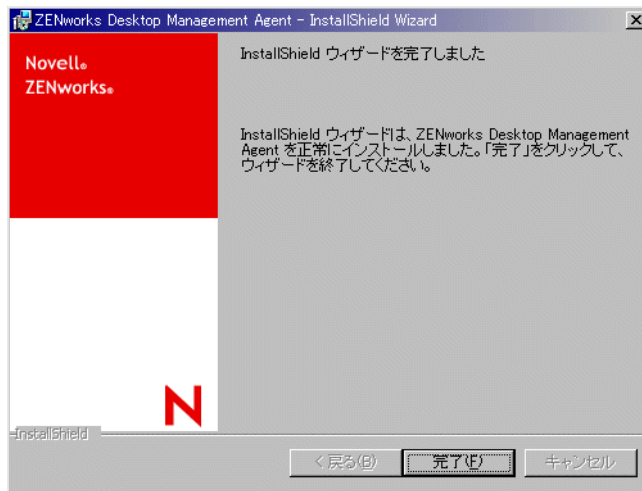 ZENworks Desktop Management Agent - InstallShield Wizard
Novell®
ZENworks®
InstallShield ウィザードを完了しました
InstallShield ウィザードは、ZENworks Desktop Management
Agent を正常にインストールしました。「完了」をクリックして、
ウィザードを終了してください。
N
InstallShield
< 戻る(B)
完了(F)
キャンセル